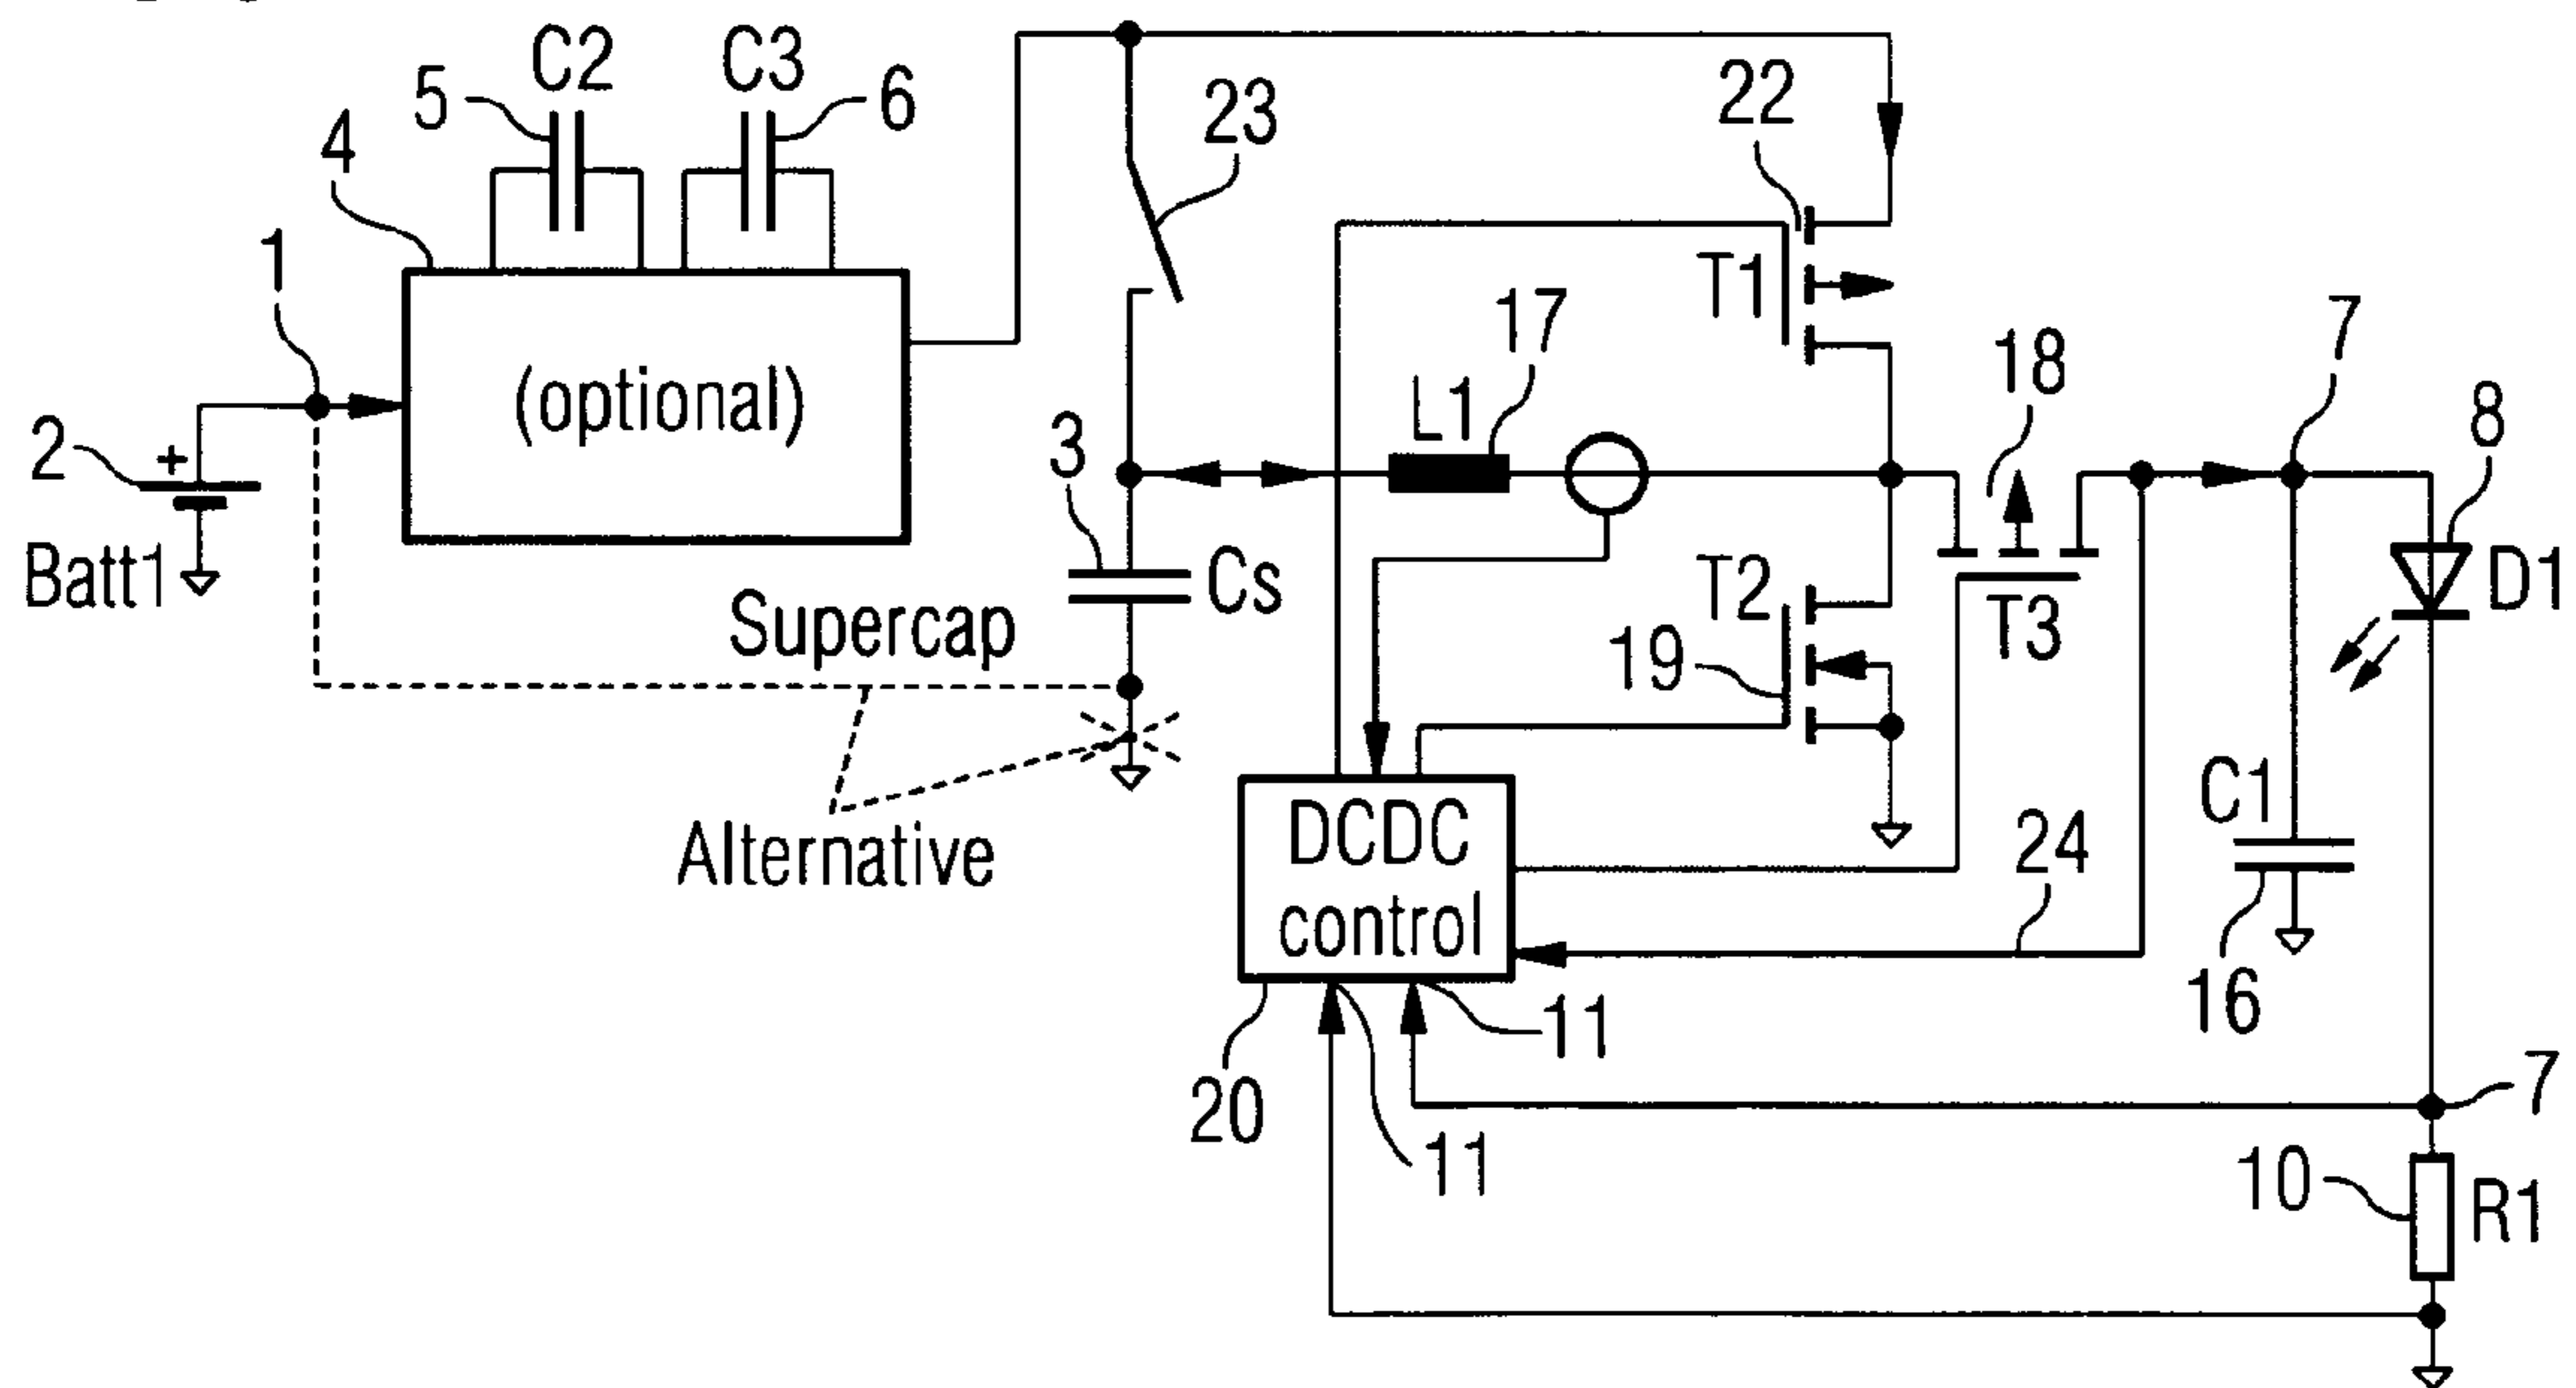 C2
C3
5
6
23
22
4
1
T1
17
7
18
(optional)
L1
8
2
+
3
Batt1
Cs
T2
D1
Supercap
19
T3
C1
DCDC
control
24
Alternative
16
11
20
11
7
10
R1